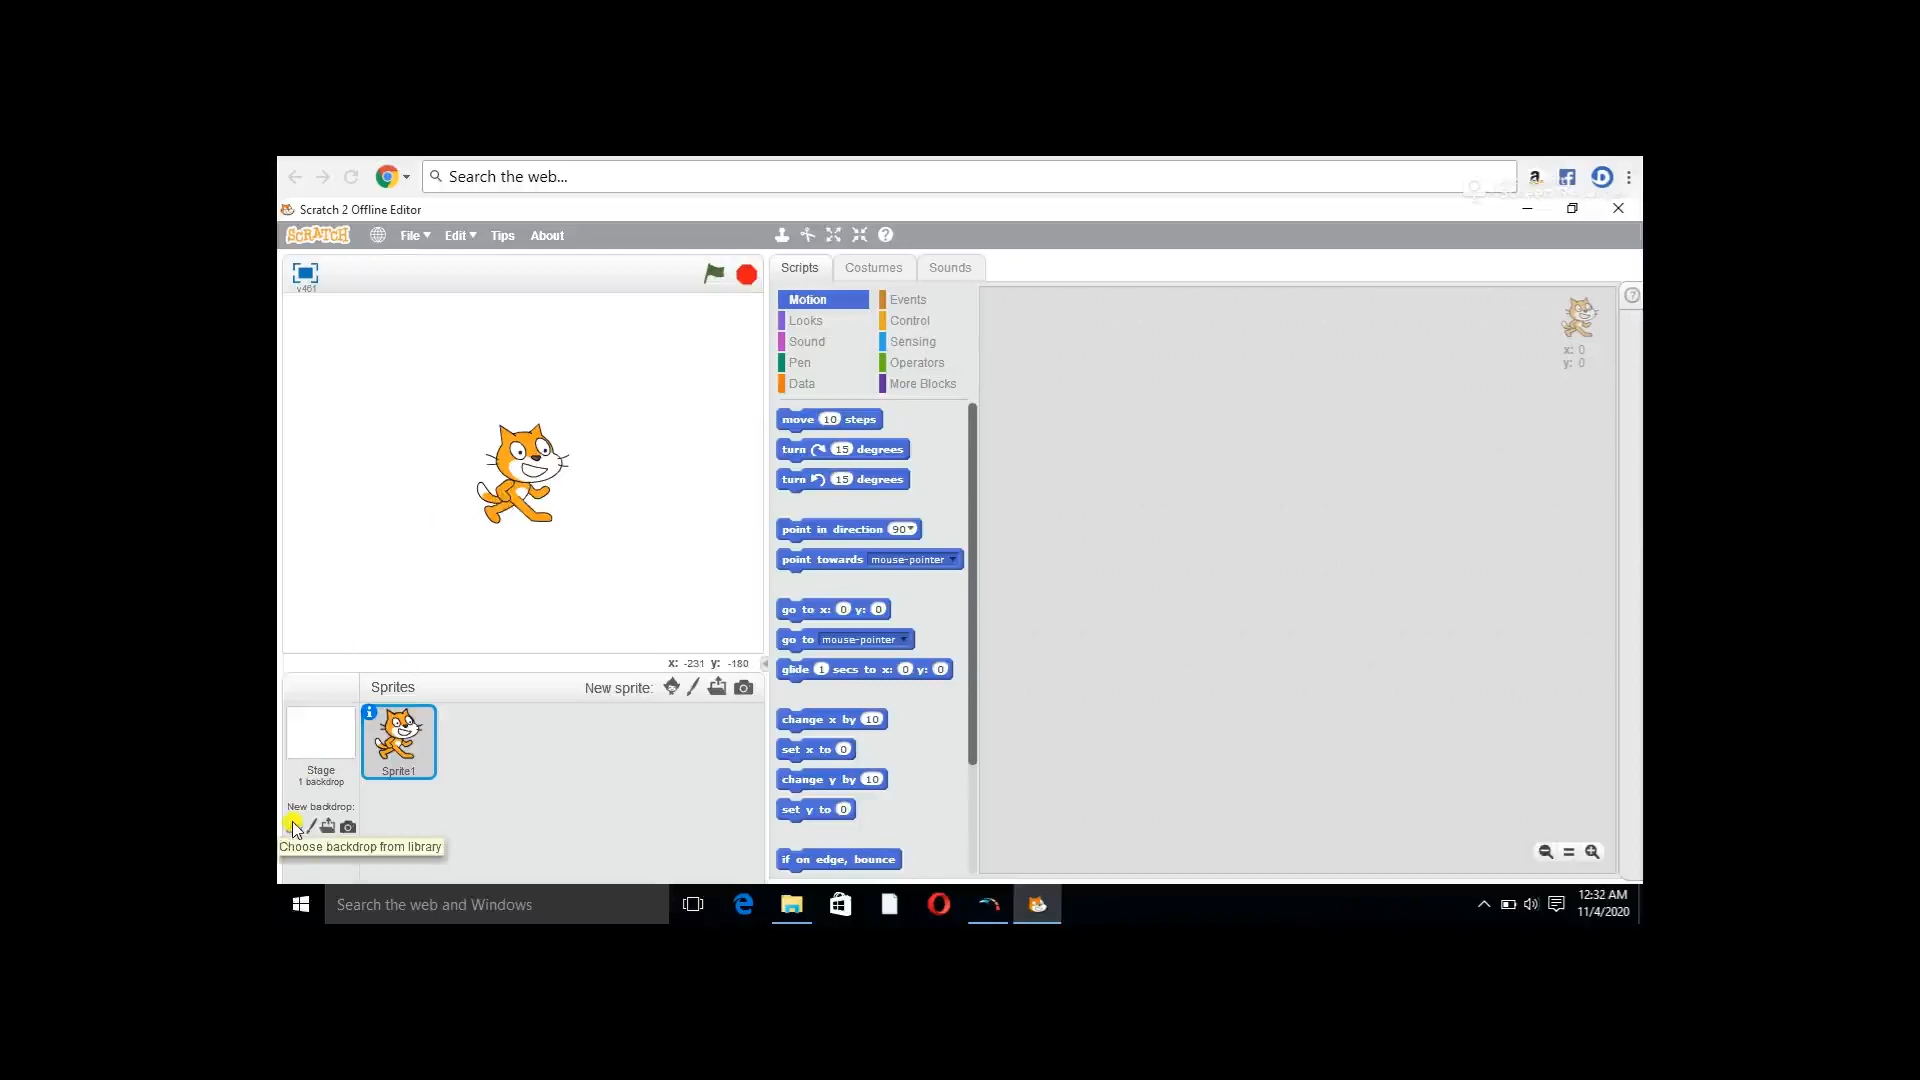 Search the web...
a
f
D
Scratch 2 Offline Editor
SCRATCH File Edit Tips About
v461
Scripts Costumes Sounds
Motion Events
Looks Control
Sound Sensing
Pen Operators
Data More Blocks
x: 0
y: 0
move 10 steps
turn 15 degrees
turn 15 degrees
point in direction 90
point towards mouse-pointer
go to x: 0 y: 0
go to mouse-pointer
glide 1 secs to x: 0 y: 0
change x by 10
set x to 0
change y by 10
set y to 0
if on edge, bounce
x: -231 y: -180
Sprites New sprite:
Sprite1
Stage
1 backdrop
New backdrop:
Choose backdrop from library
Search the web and Windows
12:32 AM
11/4/2020